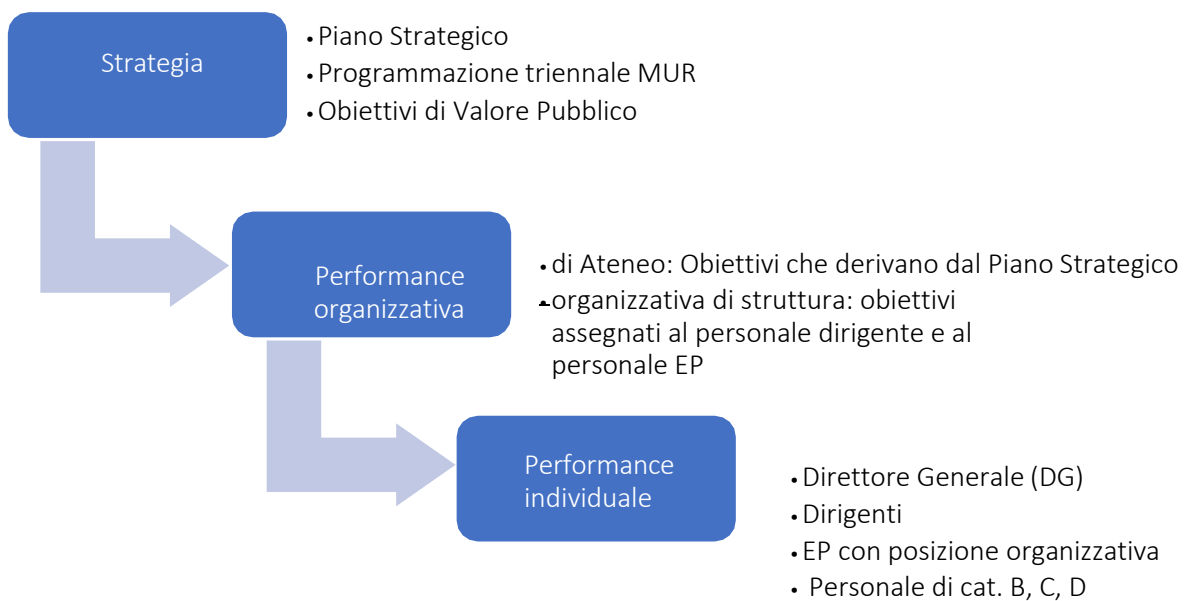 Strategia
• Piano Strategico
• Programmazione triennale MUR
• Obiettivi di Valore Pubblico
Performance
organizzativa
• di Ateneo: Obiettivi che derivano dal Piano Strategico
organizzativa di struttura: obiettivi
assegnati al personale dirigente e al
personale EP
Performance
individuale
• Direttore Generale (DG)
• Dirigenti
• EP con posizione organizzativa
• Personale di cat. B, C, D